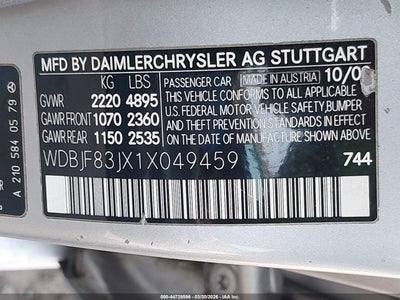 MFD BY DAIMLERCHRYSLER AG STUTTGART
KG LBS
PASSENGER CAR MADE IN AUSTRIA 10/0
GVWR 2220 4895
GAWR FRONT 1070 2360
GAWR REAR 1150 2535
THIS VEHICLE CONFORMS TO ALL APPLICABLE
U.S. FEDERAL MOTOR VEHICLE SAFETY, BUMPER
AND THEFT PREVENTION STANDARDS IN EFFECT
ON THE DATE OF MANUFACTURE SHOWN ABOVE.
WDBJF83JX1X049459
744
A 210 584 05 79
000-44728596 - 03/30/2026 - IAA Inc.